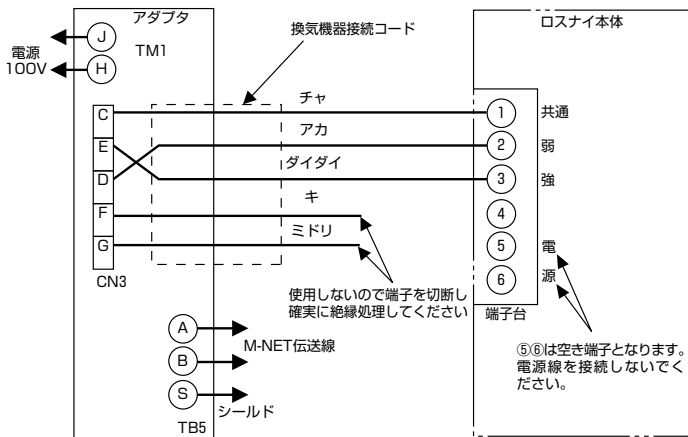 アダプタ
換気機器接続コード
ロスナイ本体
電源
100V
J
TM1
H
チャ
C
1
共通
アカ
E
2
弱
ダイダイ
D
3
強
キ
F
4
ミドリ
G
5
電
CN3
6
源
使用しないので端子を切断し
確実に絶縁処理してください
端子台
A
M-NET伝送線
B
⑤⑥は空き端子となります。
電源線を接続しないでく
ださい。
S
シールド
TB5